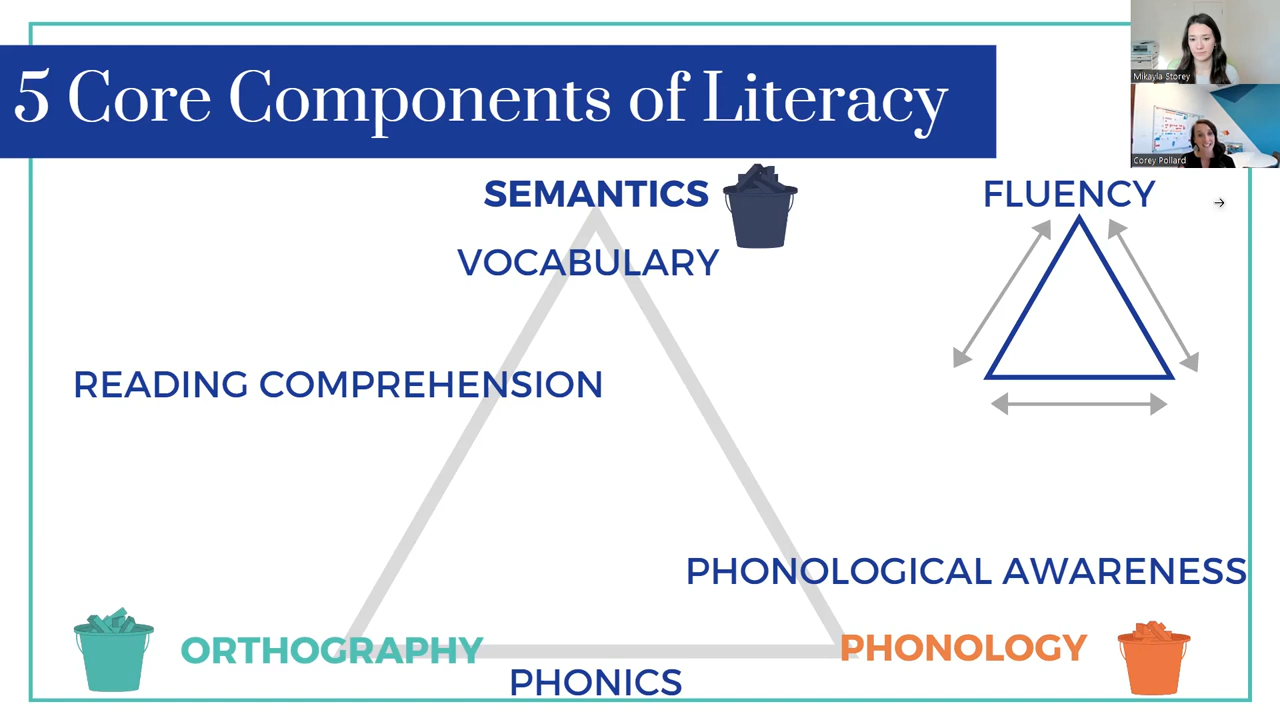 5 Core Components of Literacy
Mikayla Storey
Corey Pollard
SEMANTICS
FLUENCY
VOCABULARY
READING COMPREHENSION
PHONOLOGICAL AWARENESS
ORTHOGRAPHY
PHONOLOGY
PHONICS